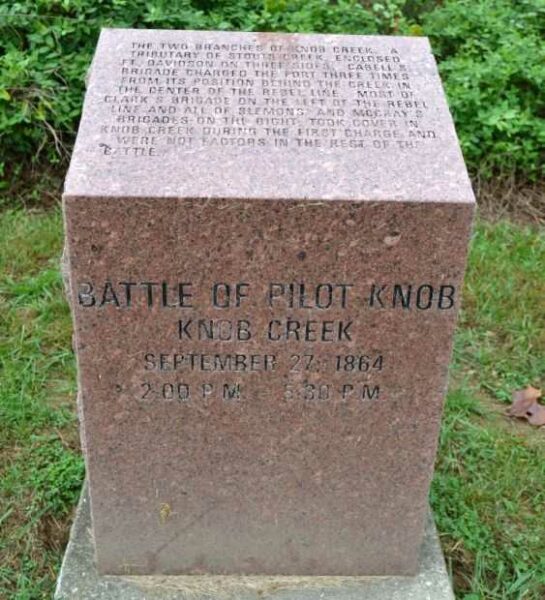 THE TWO BRANCHES OF KNOB CREEK, A
TRIBUTARY OF STOUTS CREEK, ENCLOSED
FT. DAVIDSON ON THREE SIDES. CABELL'S
BRIGADE CHARGED THE FORT THREE TIMES
FROM ITS POSITION BEHIND THE CREEK IN
THE CENTER OF THE REBEL LINE. MOST OF
CLARK'S BRIGADE ON THE LEFT OF THE REBEL
LINE AND ALL OF SLEMONS' AND MCCRAY'S
BRIGADES ON THE RIGHT TOOK COVER IN
KNOB CREEK DURING THE FIRST CHARGE AND
WERE NOT FACTORS IN THE REST OF THE
BATTLE.
BATTLE OF PILOT KNOB
KNOB CREEK
SEPTEMBER 27, 1864
2:00 P.M. - 5:30 P.M.